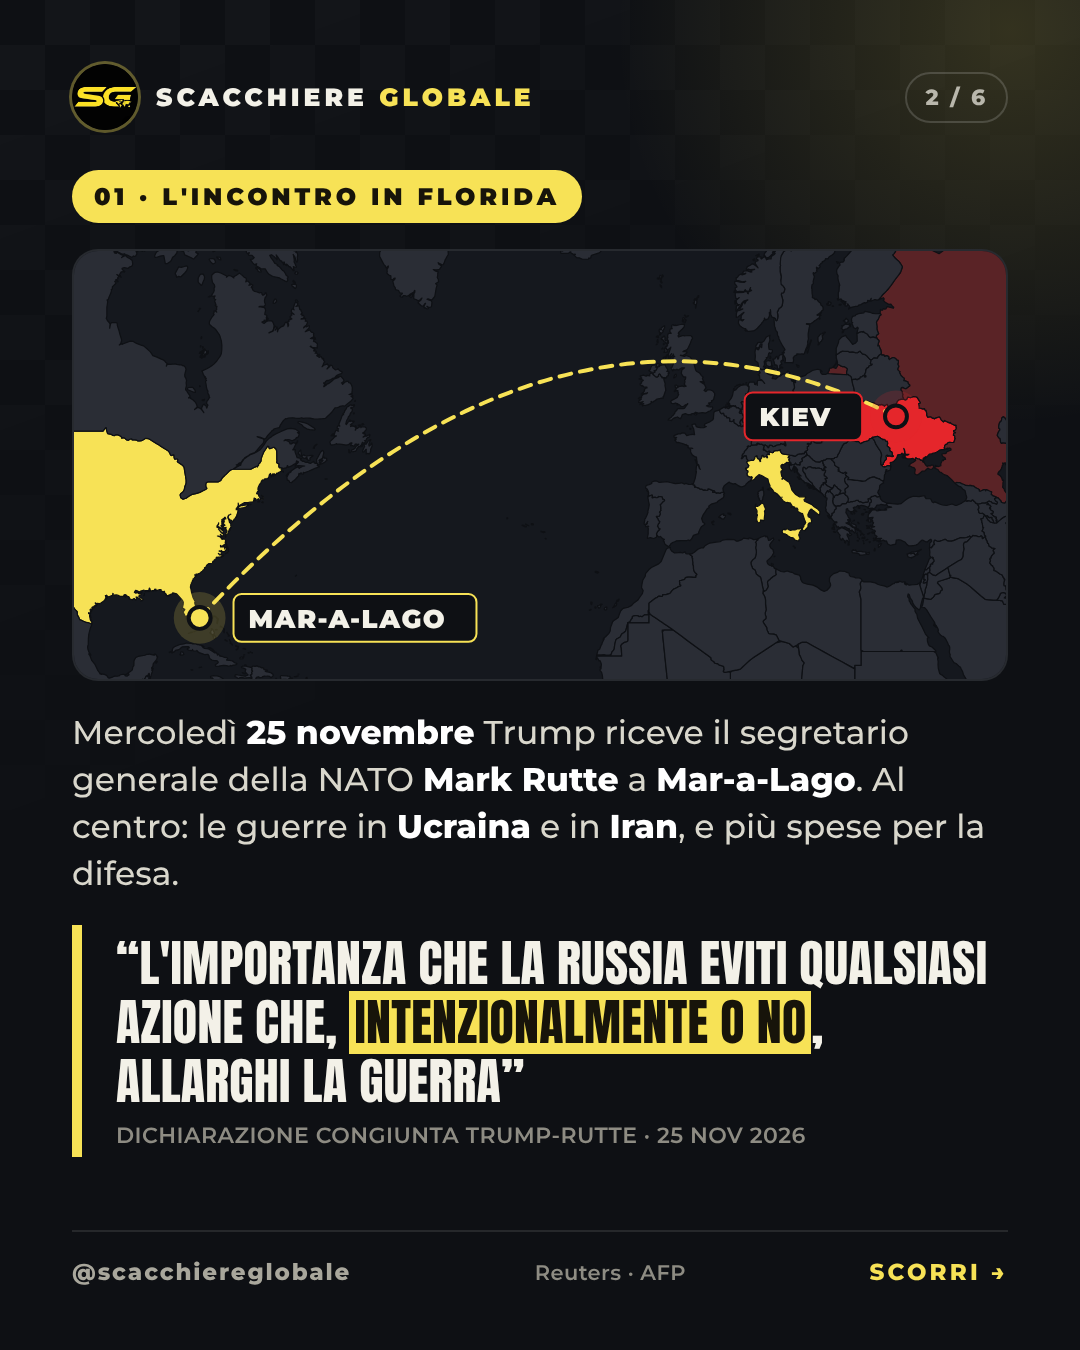 SG
SCACCHIERE GLOBALE
2 / 6
01 · L'INCONTRO IN FLORIDA
KIEV
MAR-A-LAGO
Mercoledì 25 novembre Trump riceve il segretario
generale della NATO Mark Rutte a Mar-a-Lago. Al
centro: le guerre in Ucraina e in Iran, e più spese per la
difesa.
“L'IMPORTANZA CHE LA RUSSIA EVITI QUALSIASI
AZIONE CHE, INTENZIONALMENTE O NO,
ALLARGHI LA GUERRA”
DICHIARAZIONE CONGIUNTA TRUMP-RUTTE · 25 NOV 2026
@scacchiereglobale
Reuters · AFP
SCORRI →